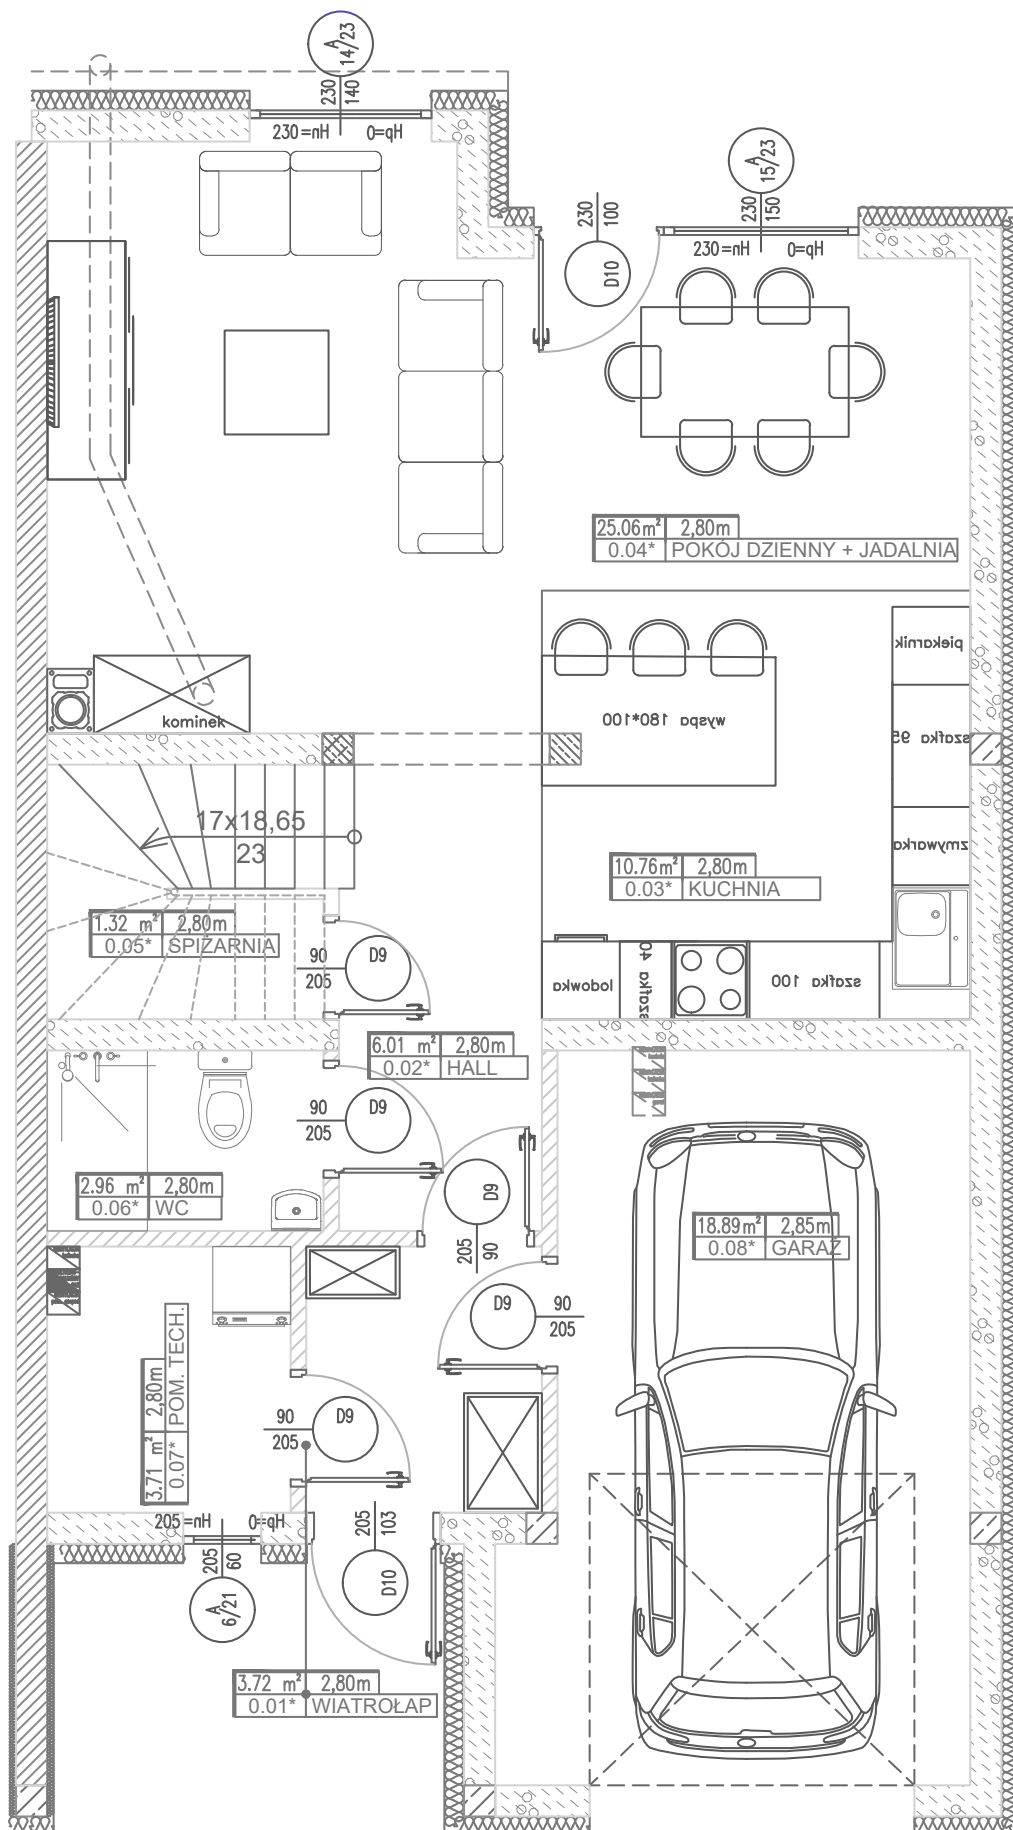 A
14/23
230
140
230=nH
0=qH
A
15/23
230
150
230=nH
0=qH
230
100
D10
25.06m² 2,80m
0.04* POKÓJ DZIENNY + JADALNIA
piekarnik
wyspa 180*100
szafka 95
kominek
17x18,65
23
zmywarka
10.76m² 2,80m
0.03* KUCHNIA
1.32 m² 2,80m
0.05* SPIŻARNIA
90
205
D9
lodowka
szafka 40
szafka 100
6.01 m² 2,80m
0.02* HALL
90
205
D9
2.96 m² 2,80m
0.06* WC
D9
205
90
18.89m² 2,85m
0.08* GARAŻ
D9
90
205
3.71 m² 2,80m
0.07* POM. TECH.
90
205
D9
205=nH
0=qH
205
60
A
6/21
205
103
D10
3.72 m² 2,80m
0.01* WIATROŁAP